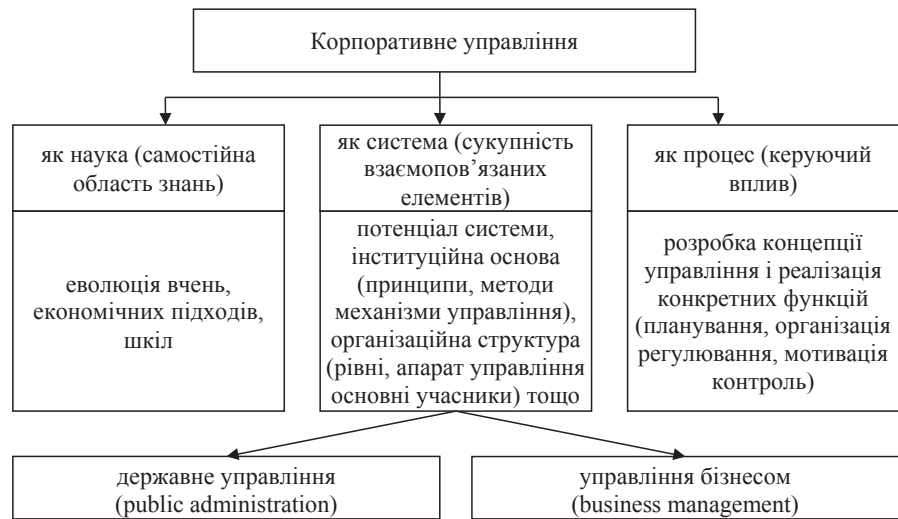 Корпоративне управління
як наука (самостійна
область знань)
еволюція вчень,
економічних підходів,
шкіл
як система (сукупність
взаємопов’язаних
елементів)
потенціал системи,
інституційна основа
(принципи, методи
механізми управління),
організаційна структура
(рівні, апарат управління
основні учасники) тощо
як процес (керуючий
вплив)
розробка концепції
управління і реалізація
конкретних функцій
(планування, організація
регулювання, мотивація
контроль)
державне управління
(public administration)
управління бізнесом
(business management)